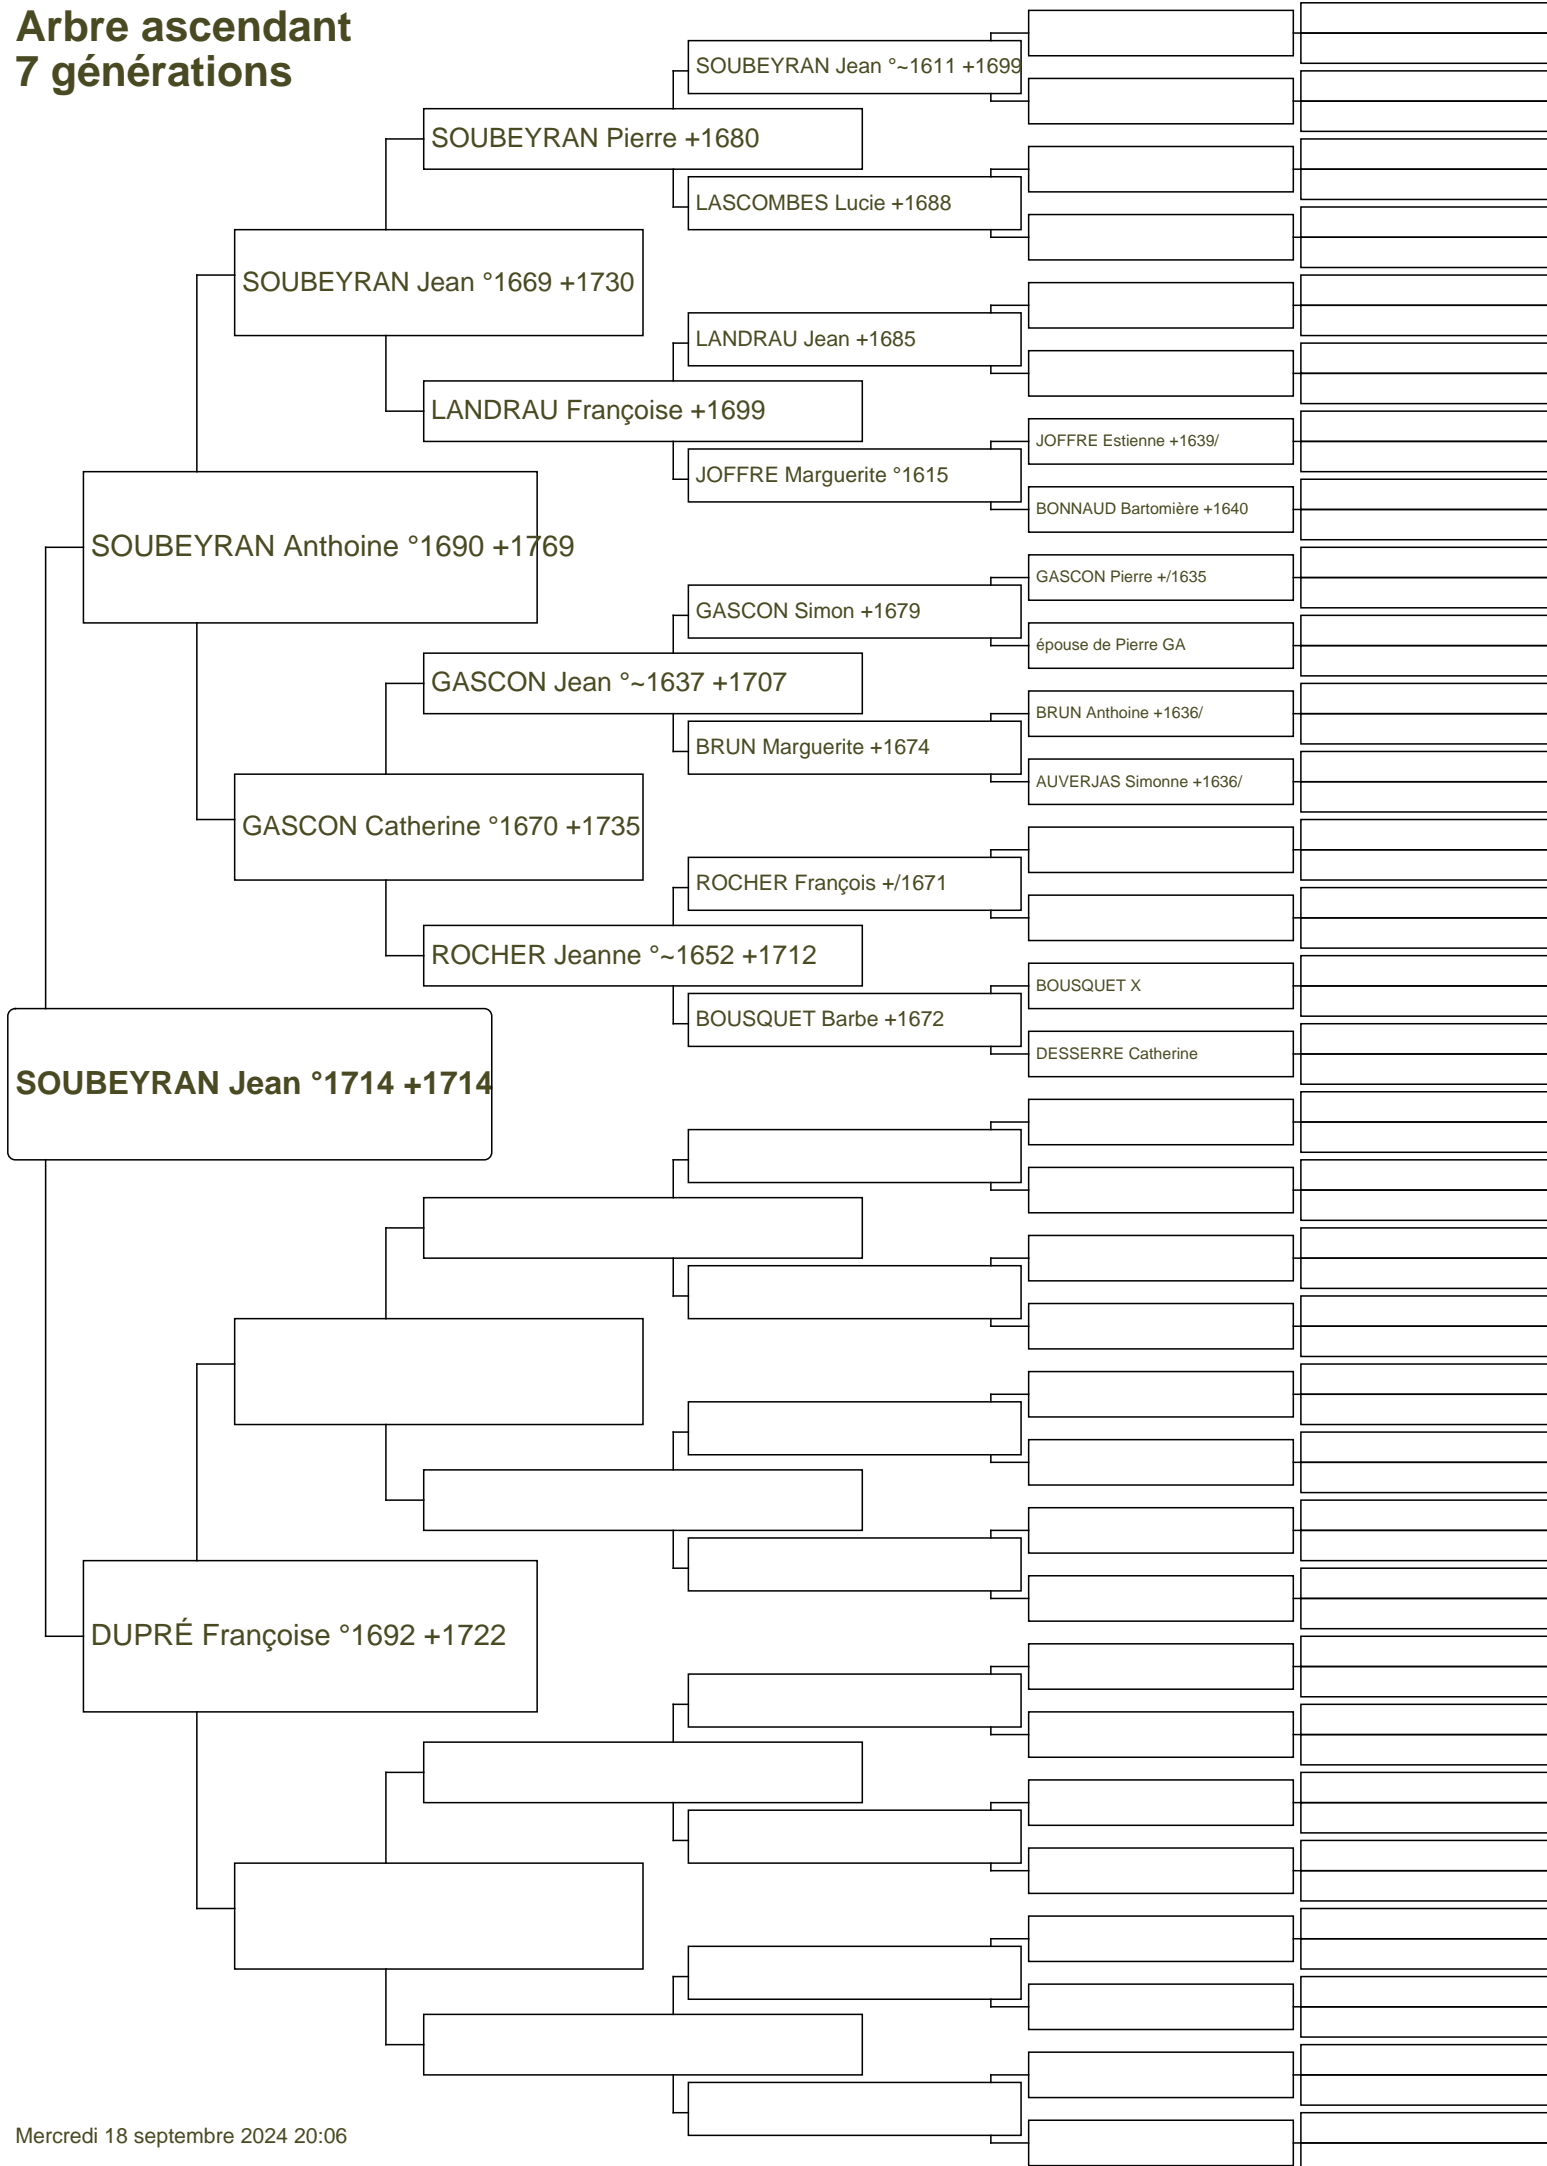 Arbre ascendant
7 générations
SOUBEYRAN Jean °~1611 +1699
SOUBEYRAN Pierre +1680
LASCOMBES Lucie +1688
SOUBEYRAN Jean °1669 +1730
LANDRAU Jean +1685
LANDRAU Françoise +1699
JOFFRE Estienne +1639/
JOFFRE Marguerite °1615
BONNAUD Bartomière +1640
SOUBEYRAN Anthoine °1690 +1769
GASCON Pierre +/1635
GASCON Simon +1679
épouse de Pierre GA
GASCON Jean °~1637 +1707
BRUN Anthoine +1636/
BRUN Marguerite +1674
AUVERJAS Simonne +1636/
GASCON Catherine °1670 +1735
ROCHER François +/1671
ROCHER Jeanne °~1652 +1712
BOUSQUET X
BOUSQUET Barbe +1672
DESSERRE Catherine
SOUBEYRAN Jean °1714 +1714
DUPRÉ Françoise °1692 +1722
Mercredi 18 septembre 2024 20:06